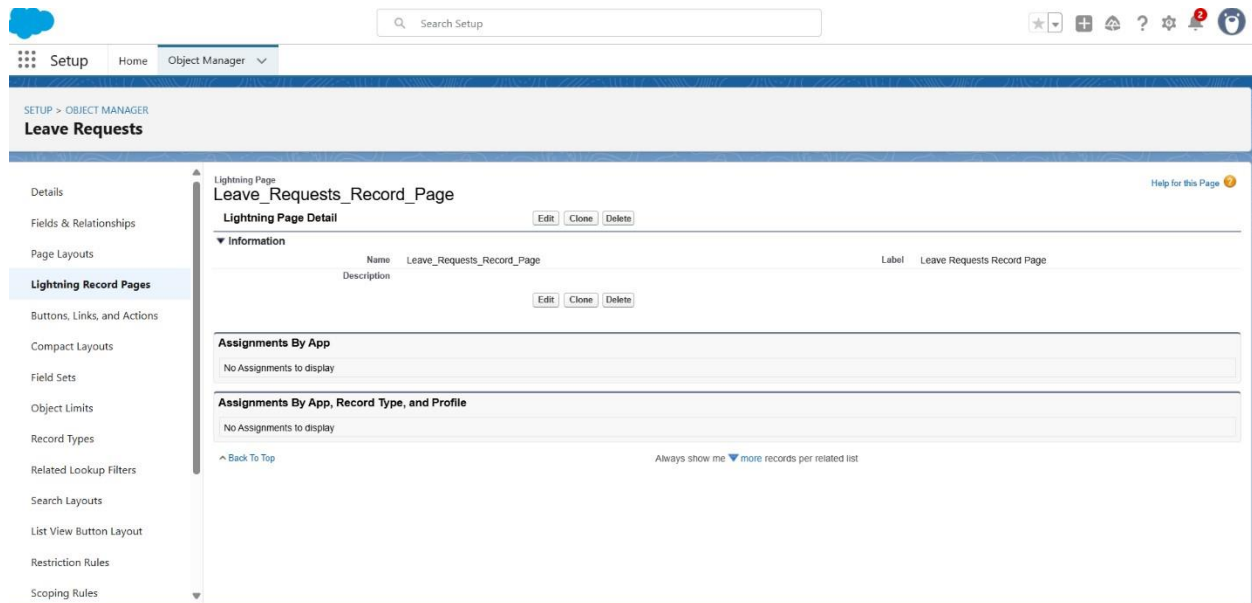 Search Setup
2
Setup Home Object Manager
SETUP > OBJECT MANAGER
Leave Requests
Details
Fields & Relationships
Page Layouts
Lightning Record Pages
Buttons, Links, and Actions
Compact Layouts
Field Sets
Object Limits
Record Types
Related Lookup Filters
Search Layouts
List View Button Layout
Restriction Rules
Scoping Rules
Lightning Page
Leave_Requests_Record_Page
Help for this Page
Lightning Page Detail Edit Clone Delete
Information
Name Leave_Requests_Record_Page Label Leave Requests Record Page
Description
Edit Clone Delete
Assignments By App
No Assignments to display
Assignments By App, Record Type, and Profile
No Assignments to display
Back To Top Always show me more records per related list